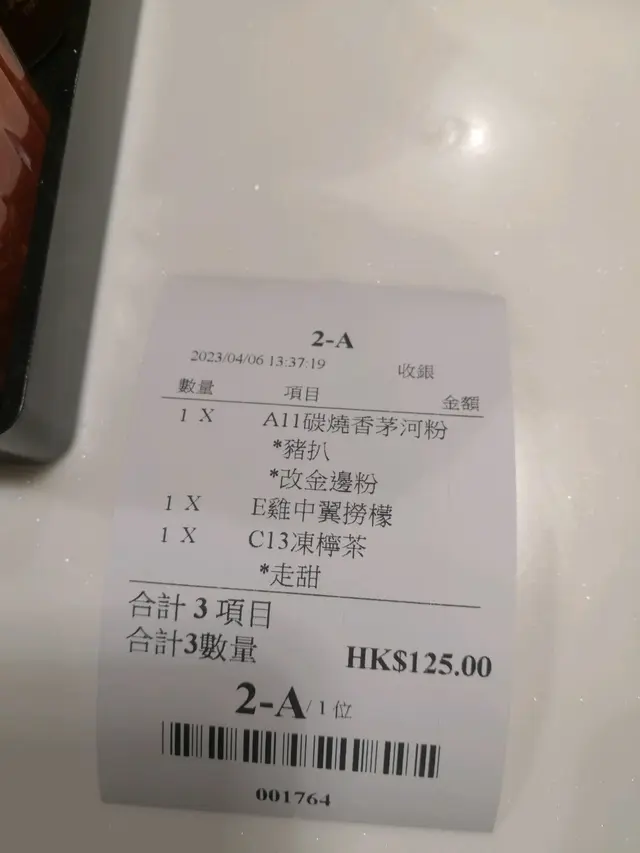 2-A
2023/04/06 13:37:19 收銀
數量 項目 金額
1 X A11碳燒香茅河粉
*豬扒
*改金邊粉
1 X E雞中翼撈檬
1 X C13凍檸茶
*走甜
合計 3 項目
合計3數量 HK$125.00
2-A/ 1 位
001764